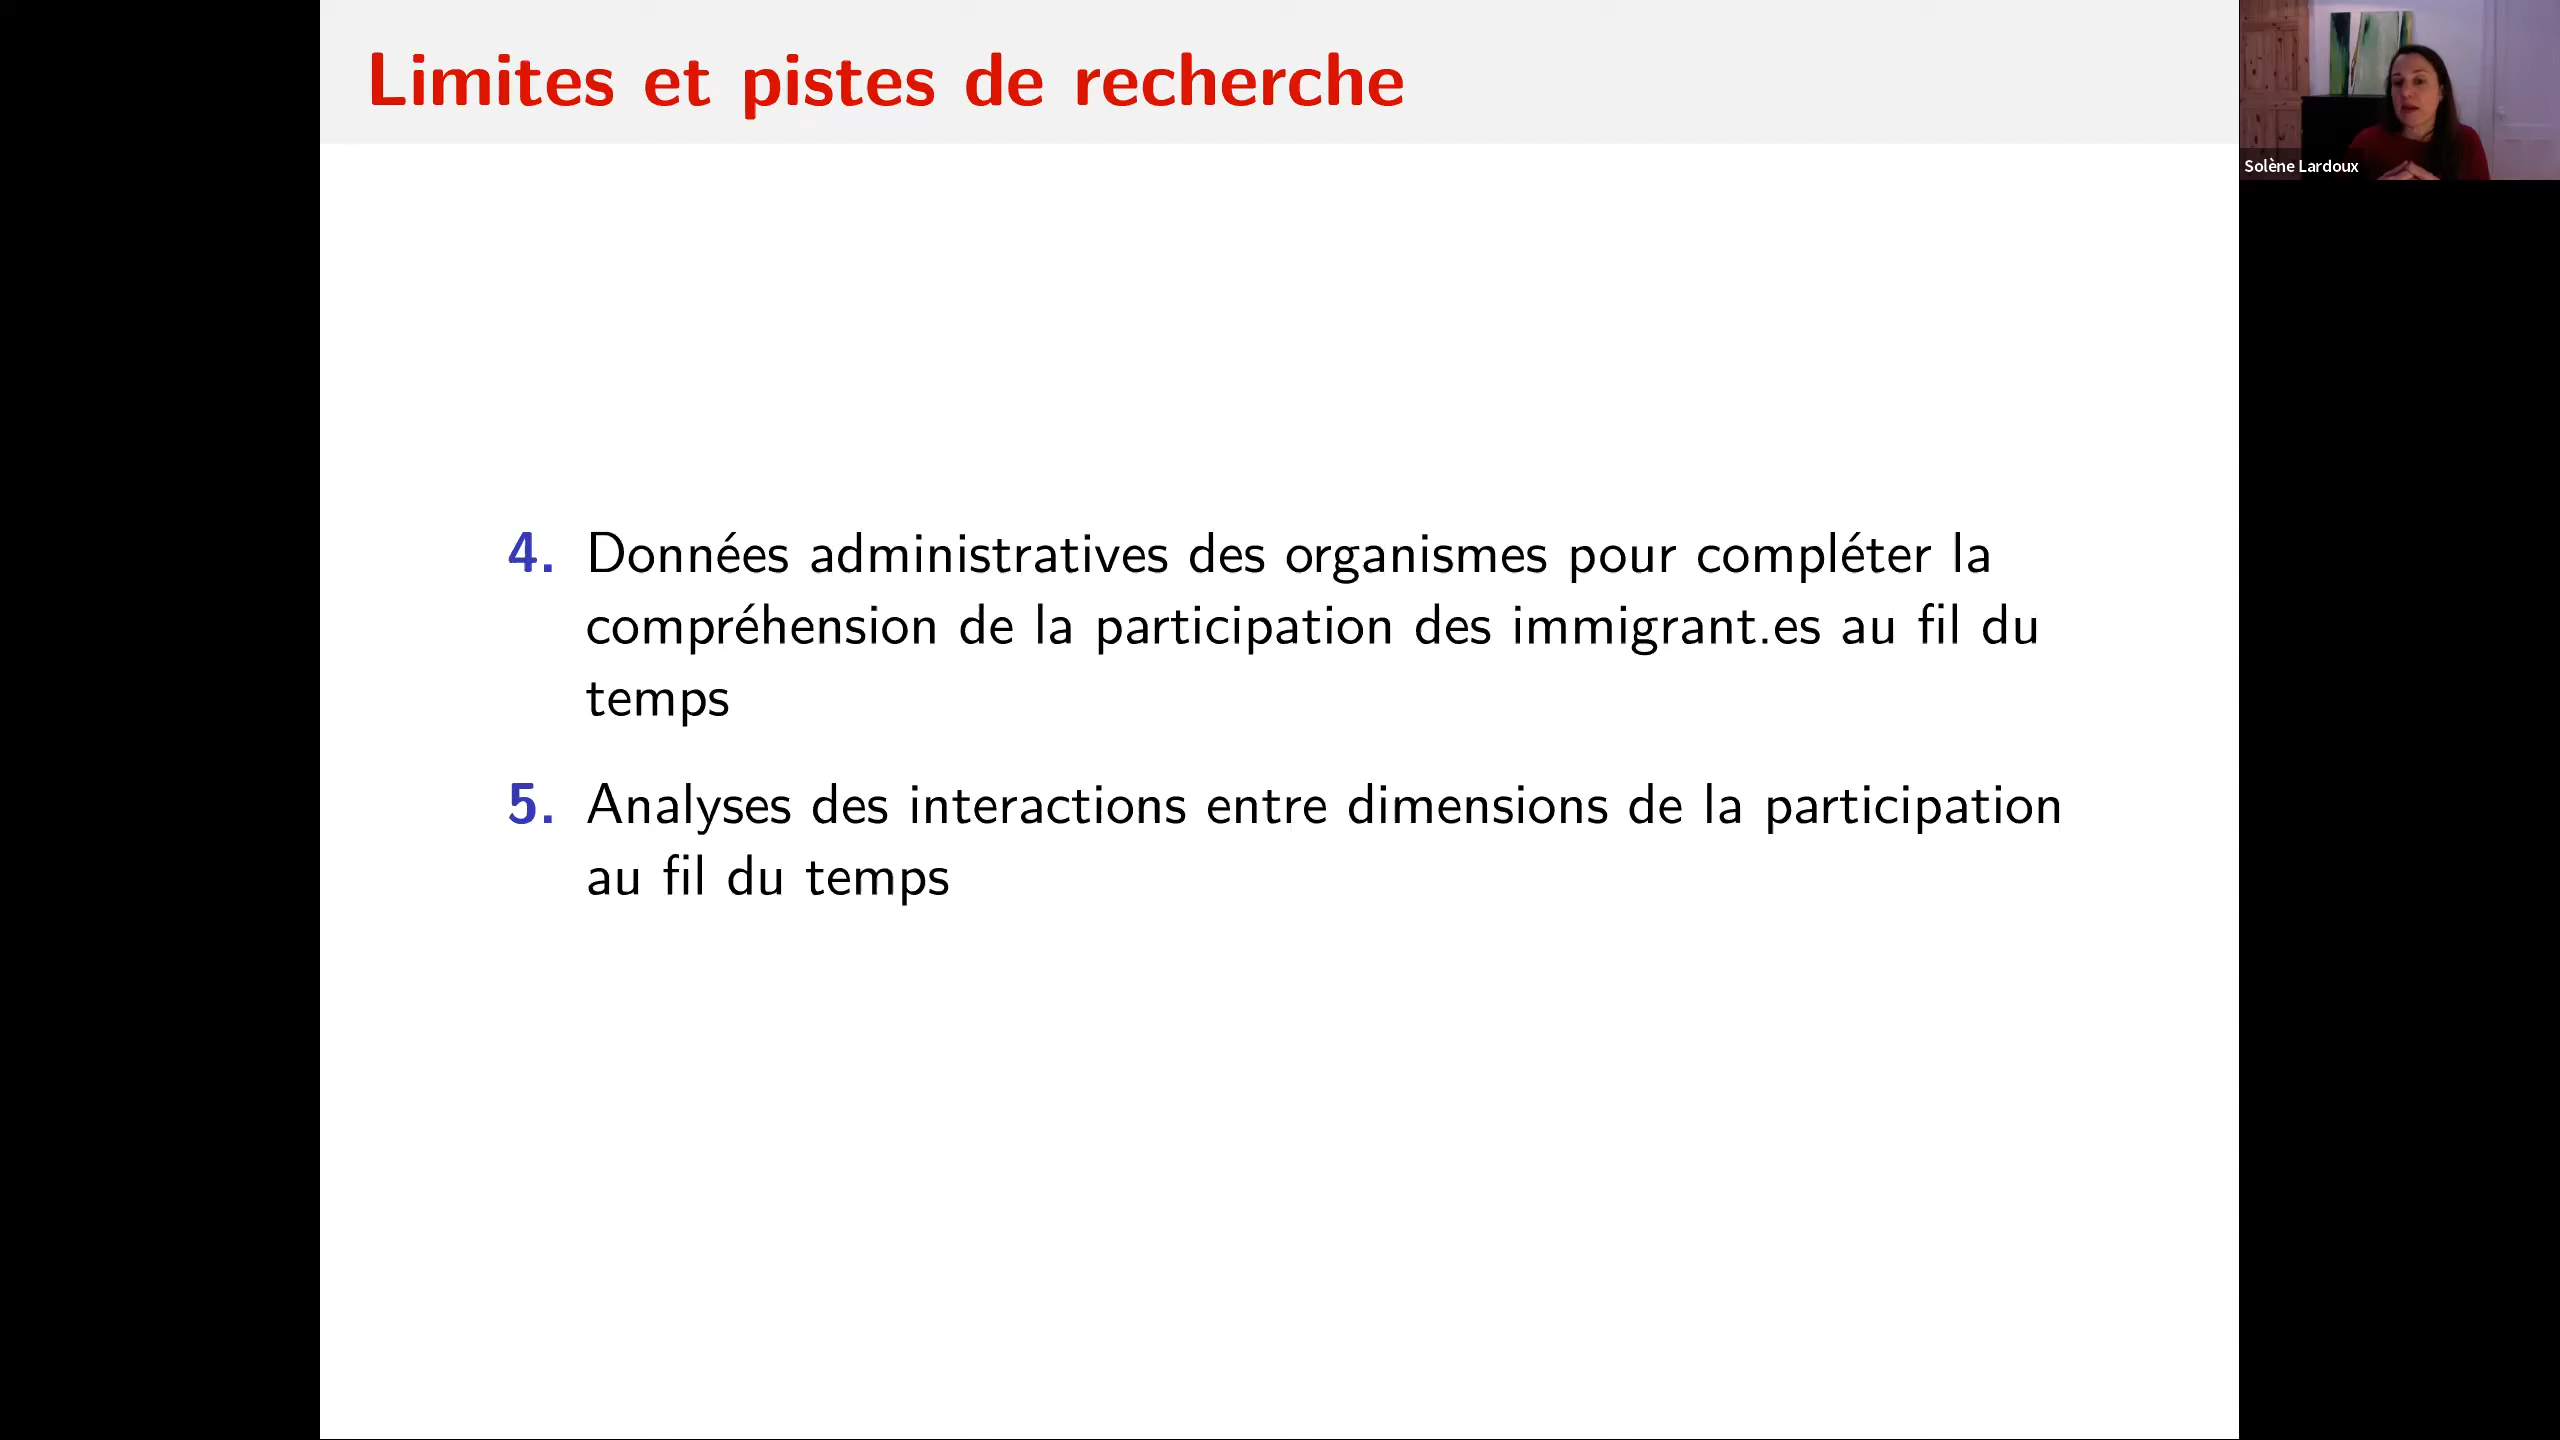 Limites et pistes de recherche
Solène Lardoux
4. Données administratives des organismes pour compléter la
compréhension de la participation des immigrant.es au fil du
temps
5. Analyses des interactions entre dimensions de la participation
au fil du temps